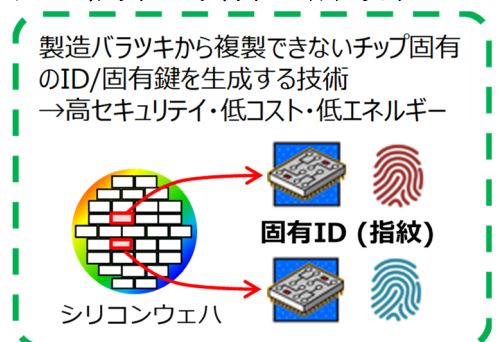 製造バラツキから複製できないチップ固有
のID/固有鍵を生成する技術
→高セキュリテイ・低コスト・低エネルギー
固有ID (指紋)
シリコンウェハ